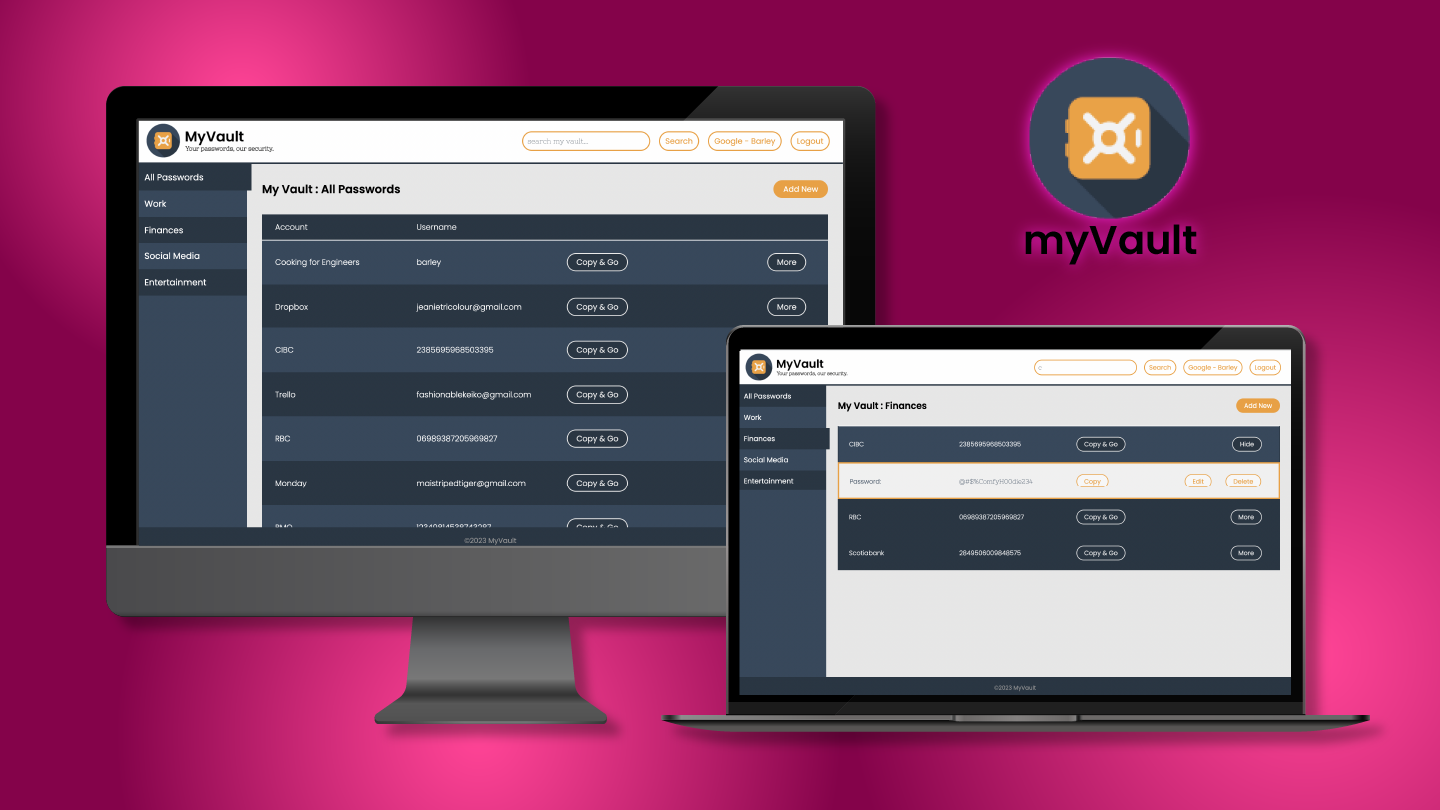 MyVault
Your passwords, our security.
search my vault...
Search
Google - Barley
Logout
All Passwords
Work
Finances
Social Media
Entertainment
My Vault : All Passwords
Add New
Account Username
Cooking for Engineers barley Copy & Go More
Dropbox jeanietricolour@gmail.com Copy & Go More
CIBC 2385695968503395 Copy & Go
Trello fashionablekeiko@gmail.com Copy & Go
RBC 06989387205969827 Copy & Go
Monday maistripedtiger@gmail.com Copy & Go
©2023 MyVault
myVault
MyVault
Your passwords, our security.
c
Search
Google - Barley
Logout
All Passwords
Work
Finances
Social Media
Entertainment
My Vault : Finances
Add New
CIBC 2385695968503395 Copy & Go Hide
Password: @#$%ComfyH00die234 Copy Edit Delete
RBC 06989387205969827 Copy & Go More
Scotiabank 2849506009848575 Copy & Go More
©2023 MyVault